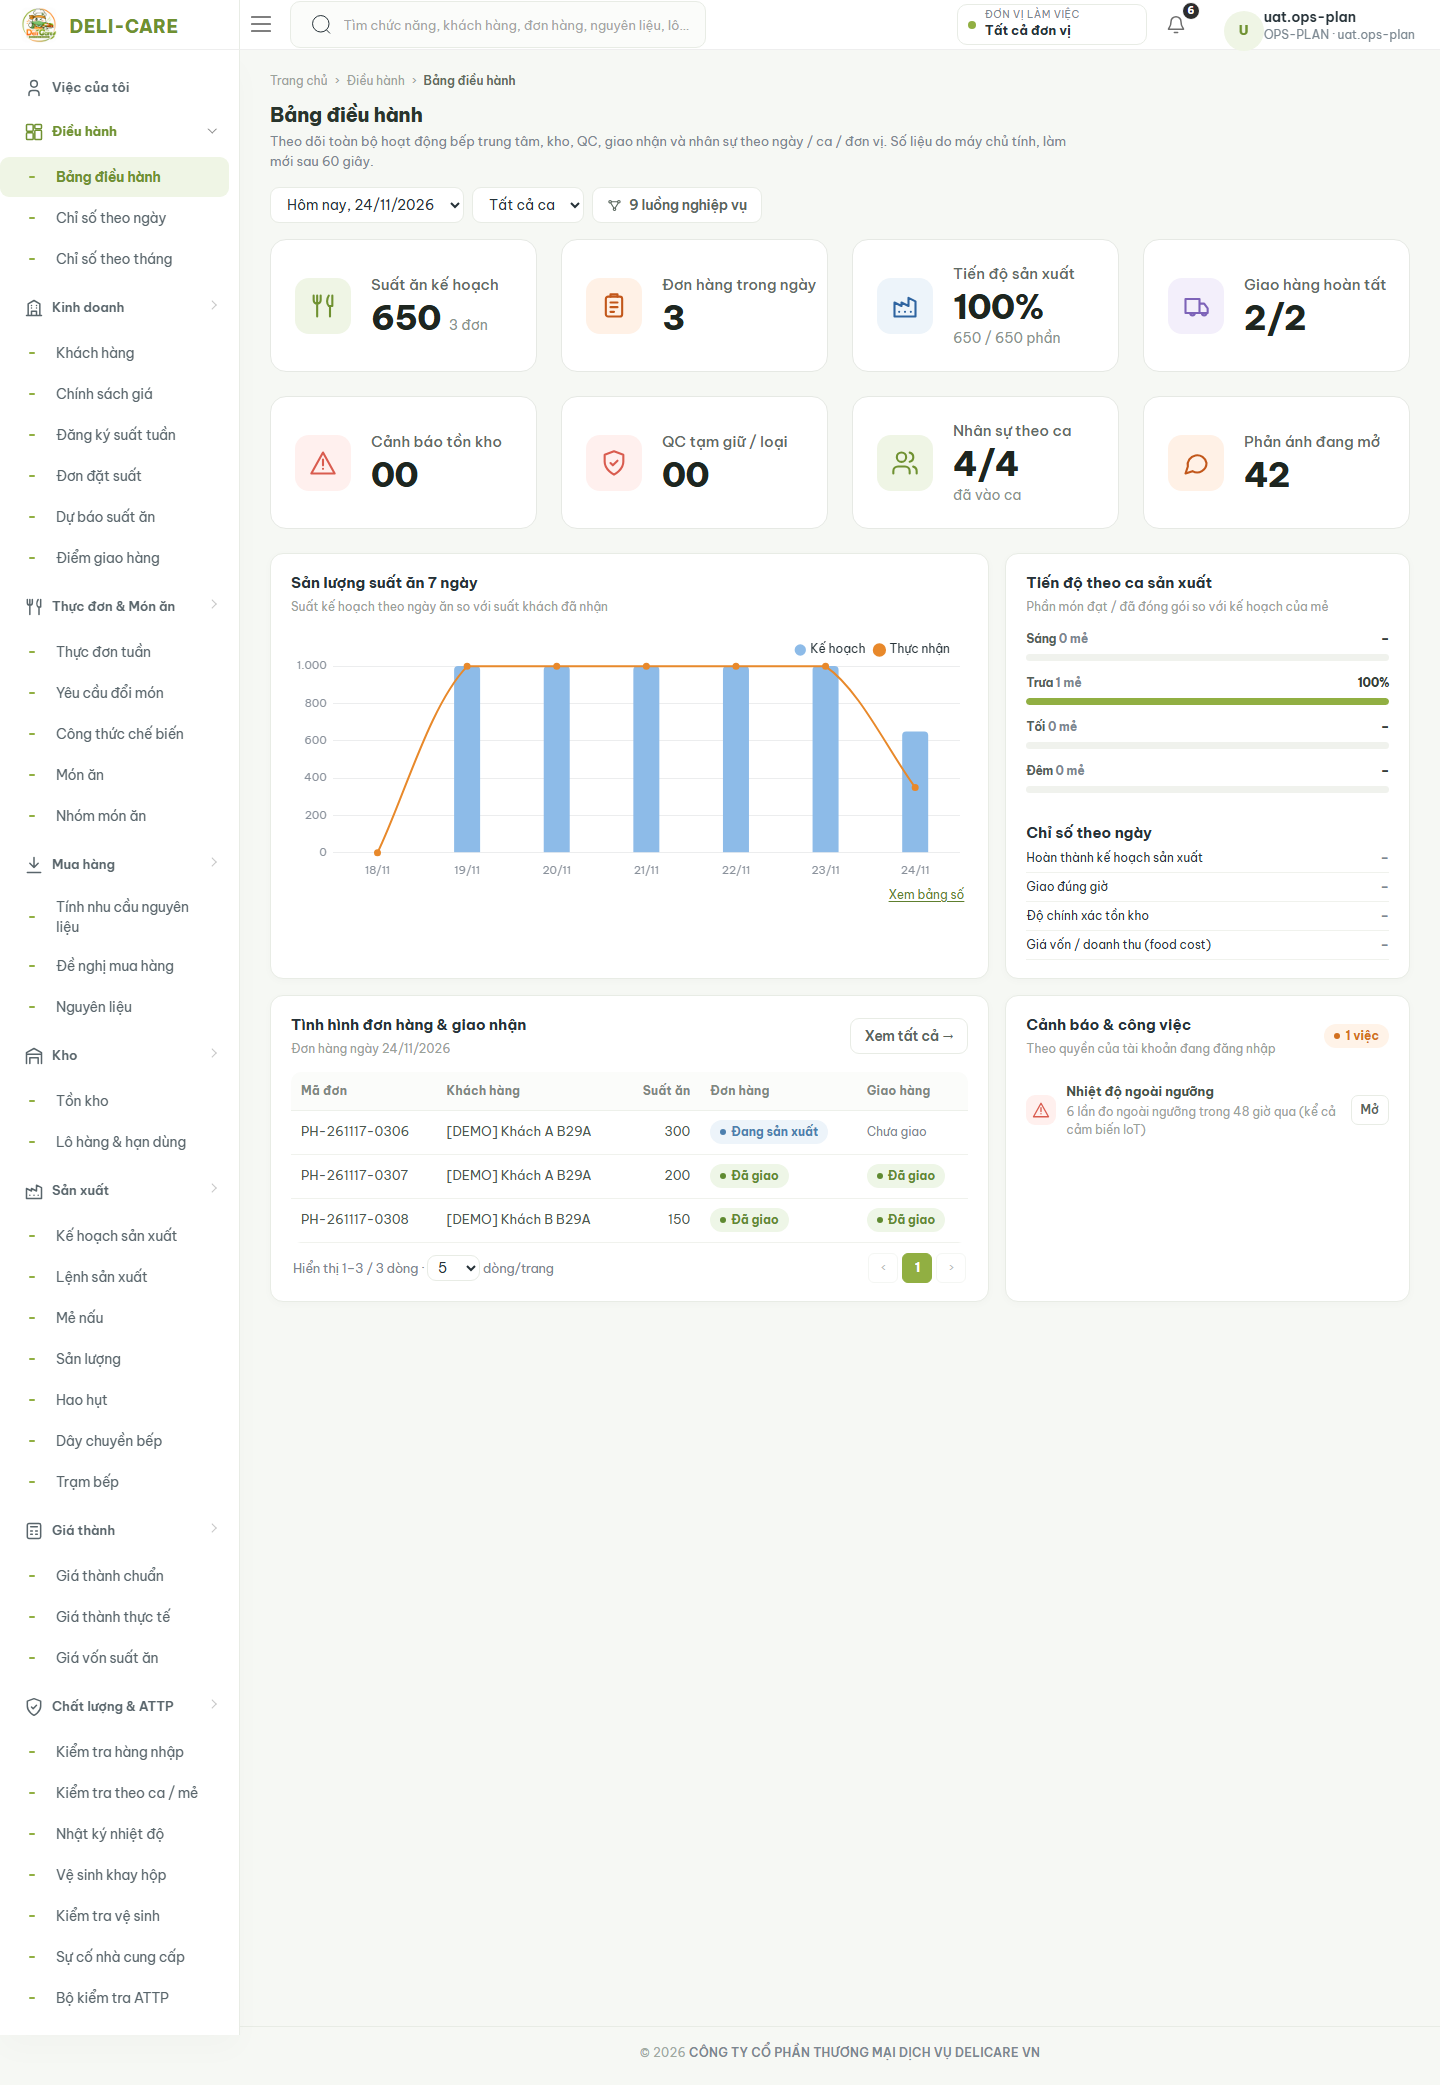 DELI-CARE
Tìm chức năng, khách hàng, đơn hàng, nguyên liệu, lô...
ĐƠN VỊ LÀM VIỆC
Tất cả đơn vị
6
U
uat.ops-plan
OPS-PLAN · uat.ops-plan
Việc của tôi
Điều hành
Bảng điều hành
Chỉ số theo ngày
Chỉ số theo tháng
Kinh doanh
Khách hàng
Chính sách giá
Đăng ký suất tuần
Đơn đặt suất
Dự báo suất ăn
Điểm giao hàng
Thực đơn & Món ăn
Thực đơn tuần
Yêu cầu đổi món
Công thức chế biến
Món ăn
Nhóm món ăn
Mua hàng
Tính nhu cầu nguyên
liệu
Đề nghị mua hàng
Nguyên liệu
Kho
Tồn kho
Lô hàng & hạn dùng
Sản xuất
Kế hoạch sản xuất
Lệnh sản xuất
Mẻ nấu
Sản lượng
Hao hụt
Dây chuyền bếp
Trạm bếp
Giá thành
Giá thành chuẩn
Giá thành thực tế
Giá vốn suất ăn
Chất lượng & ATTP
Kiểm tra hàng nhập
Kiểm tra theo ca / mẻ
Nhật ký nhiệt độ
Vệ sinh khay hộp
Kiểm tra vệ sinh
Sự cố nhà cung cấp
Bộ kiểm tra ATTP
Trang chủ › Điều hành › Bảng điều hành
Bảng điều hành
Theo dõi toàn bộ hoạt động bếp trung tâm, kho, QC, giao nhận và nhân sự theo ngày / ca / đơn vị. Số liệu do máy chủ tính, làm
mới sau 60 giây.
Hôm nay, 24/11/2026
Tất cả ca
9 luồng nghiệp vụ
Suất ăn kế hoạch
650 3 đơn
Đơn hàng trong ngày
3
Tiến độ sản xuất
100%
650 / 650 phần
Giao hàng hoàn tất
2/2
Cảnh báo tồn kho
00
QC tạm giữ / loại
00
Nhân sự theo ca
4/4
đã vào ca
Phản ánh đang mở
42
Sản lượng suất ăn 7 ngày
Suất kế hoạch theo ngày ăn so với suất khách đã nhận
Kế hoạch Thực nhận
1.000
800
600
400
200
0
18/11 19/11 20/11 21/11 22/11 23/11 24/11
Xem bảng số
Tiến độ theo ca sản xuất
Phần món đạt / đã đóng gói so với kế hoạch của mẻ
Sáng 0 mẻ –
Trưa 1 mẻ 100%
Tối 0 mẻ –
Đêm 0 mẻ –
Chỉ số theo ngày
Hoàn thành kế hoạch sản xuất –
Giao đúng giờ –
Độ chính xác tồn kho –
Giá vốn / doanh thu (food cost) –
Tình hình đơn hàng & giao nhận
Đơn hàng ngày 24/11/2026
Xem tất cả →
Mã đơn Khách hàng Suất ăn Đơn hàng Giao hàng
PH-261117-0306 [DEMO] Khách A B29A 300 Đang sản xuất Chưa giao
PH-261117-0307 [DEMO] Khách A B29A 200 Đã giao Đã giao
PH-261117-0308 [DEMO] Khách B B29A 150 Đã giao Đã giao
Hiển thị 1–3 / 3 dòng · 5 dòng/trang
‹ 1 ›
Cảnh báo & công việc
Theo quyền của tài khoản đang đăng nhập
1 việc
Nhiệt độ ngoài ngưỡng
6 lần đo ngoài ngưỡng trong 48 giờ qua (kể cả
cảm biến IoT)
Mở
© 2026 CÔNG TY CỔ PHẦN THƯƠNG MẠI DỊCH VỤ DELICARE VN